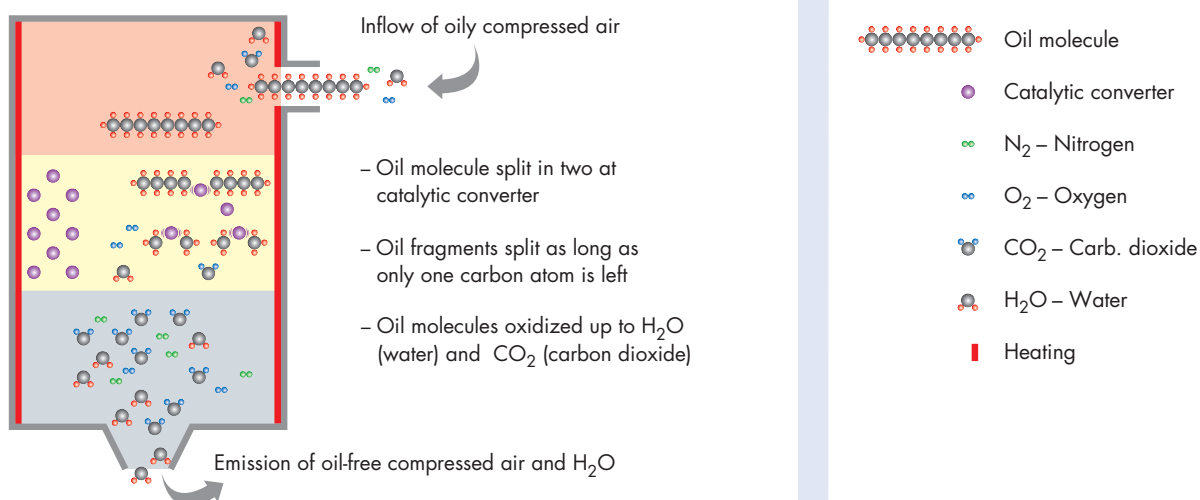 Inflow of oily compressed air
– Oil molecule split in two at
catalytic converter
– Oil fragments split as long as
only one carbon atom is left
– Oil molecules oxidized up to H₂O
(water) and CO₂ (carbon dioxide)
Emission of oil-free compressed air and H₂O
Oil molecule
Catalytic converter
N₂ – Nitrogen
O₂ – Oxygen
CO₂ – Carb. dioxide
H₂O – Water
Heating